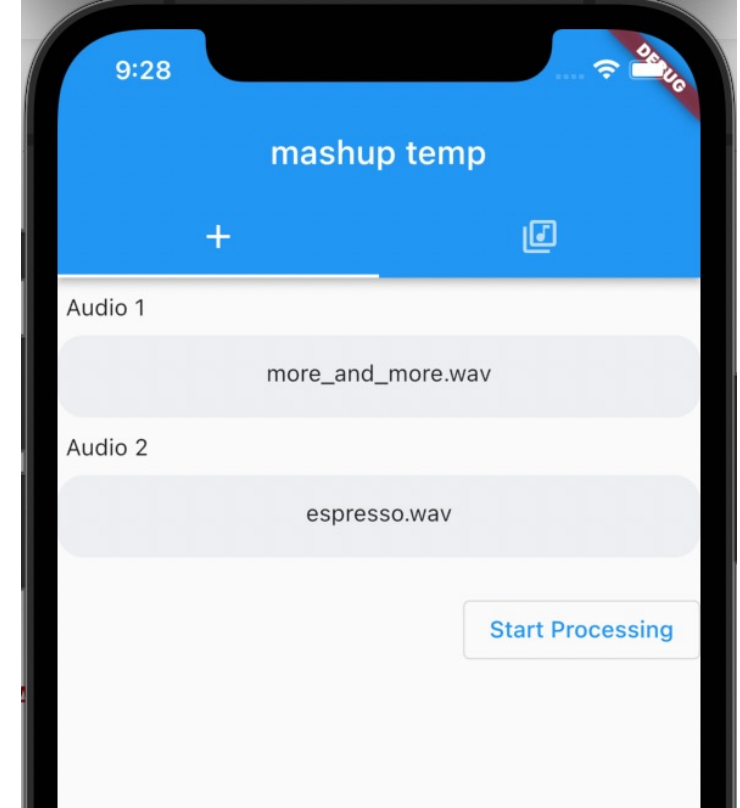 9:28
DEBUG
mashup temp
Audio 1
more_and_more.wav
Audio 2
espresso.wav
Start Processing